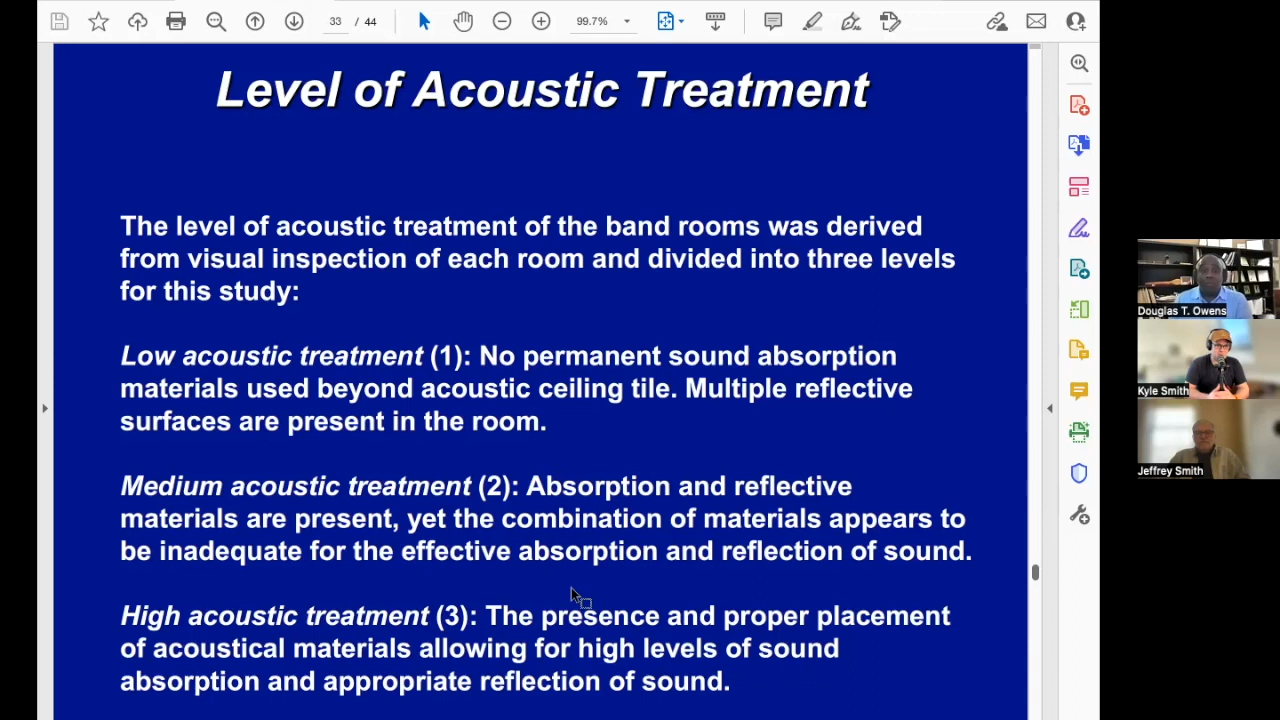 33 / 44
99.7%
Level of Acoustic Treatment
The level of acoustic treatment of the band rooms was derived
from visual inspection of each room and divided into three levels
for this study:
Low acoustic treatment (1): No permanent sound absorption
materials used beyond acoustic ceiling tile. Multiple reflective
surfaces are present in the room.
Medium acoustic treatment (2): Absorption and reflective
materials are present, yet the combination of materials appears to
be inadequate for the effective absorption and reflection of sound.
High acoustic treatment (3): The presence and proper placement
of acoustical materials allowing for high levels of sound
absorption and appropriate reflection of sound.
Douglas T. Owens
Kyle Smith
Jeffrey Smith